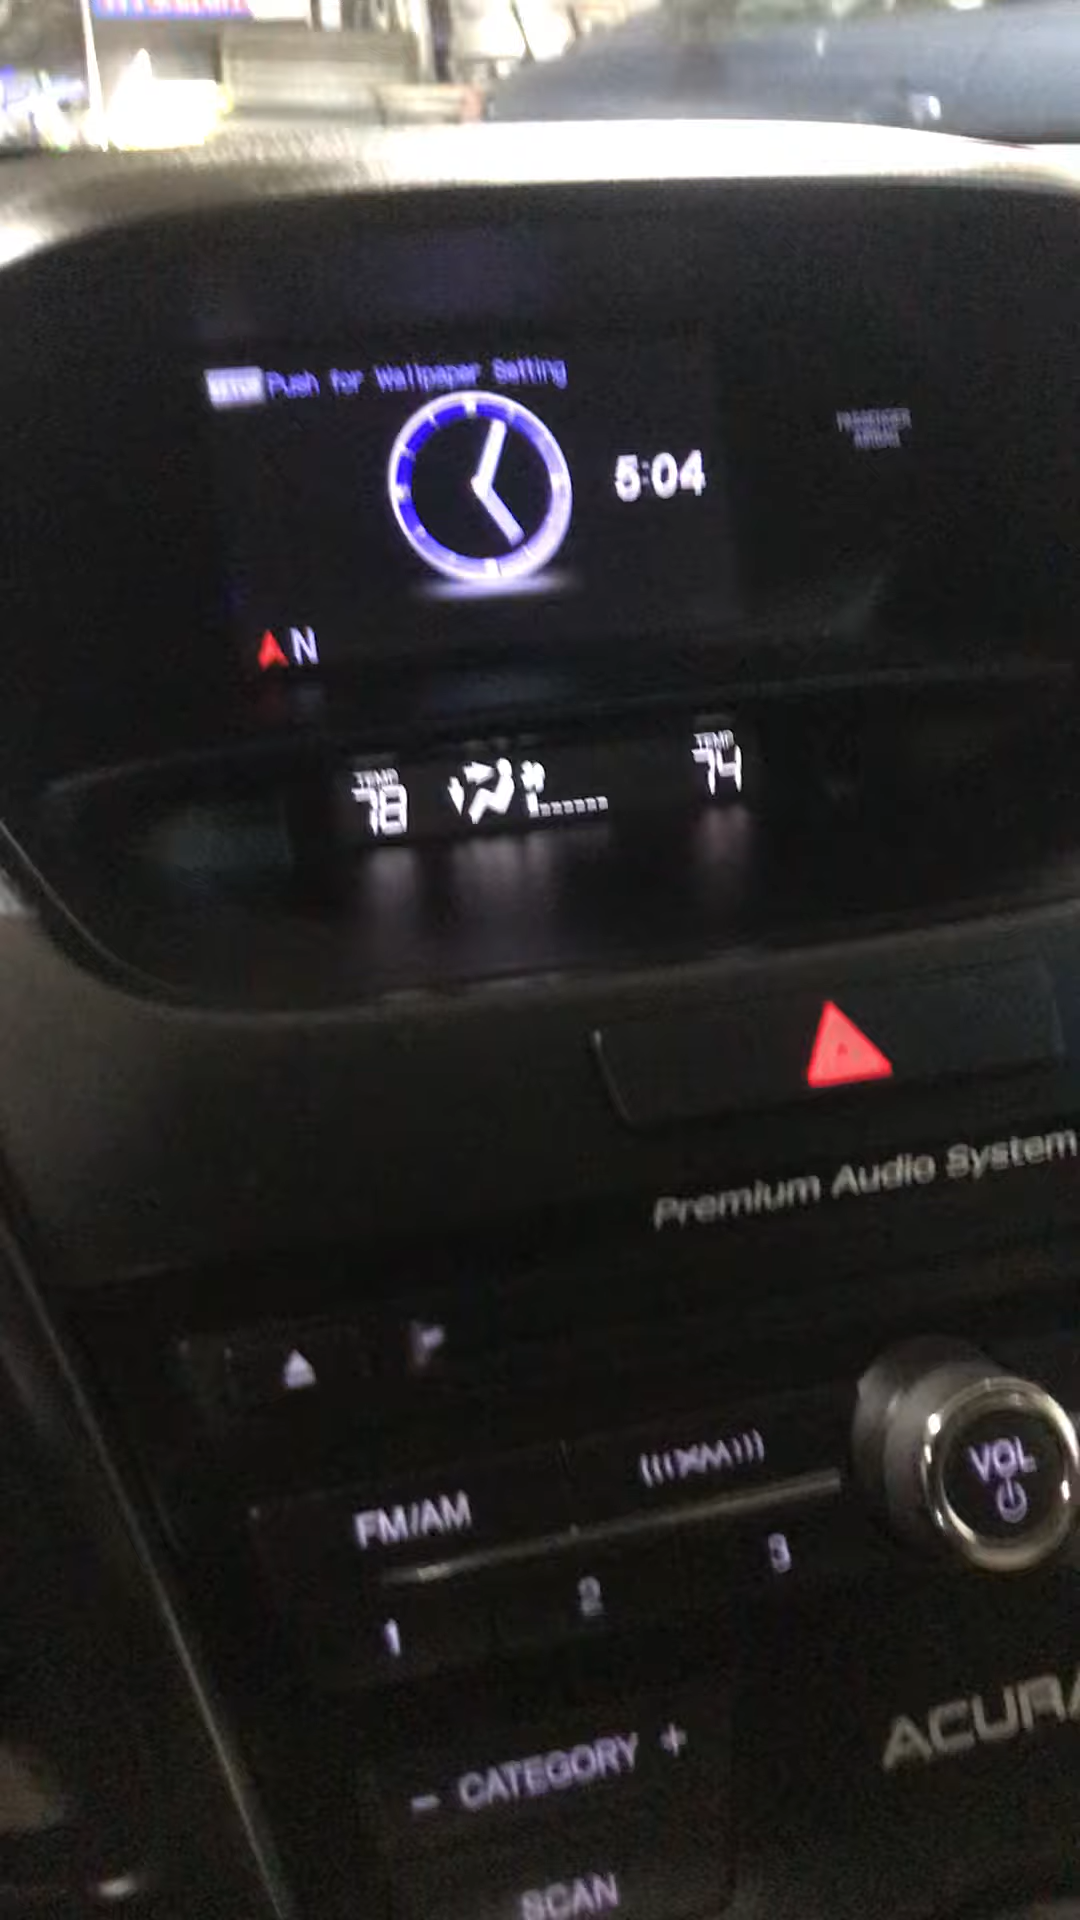 Push for Wallpaper Setting
5:04
N
TEMP TEMP
78 74
Premium Audio System
FM/AM (((XM)))
VOL
1 2 3
ACURA
- CATEGORY +
SCAN